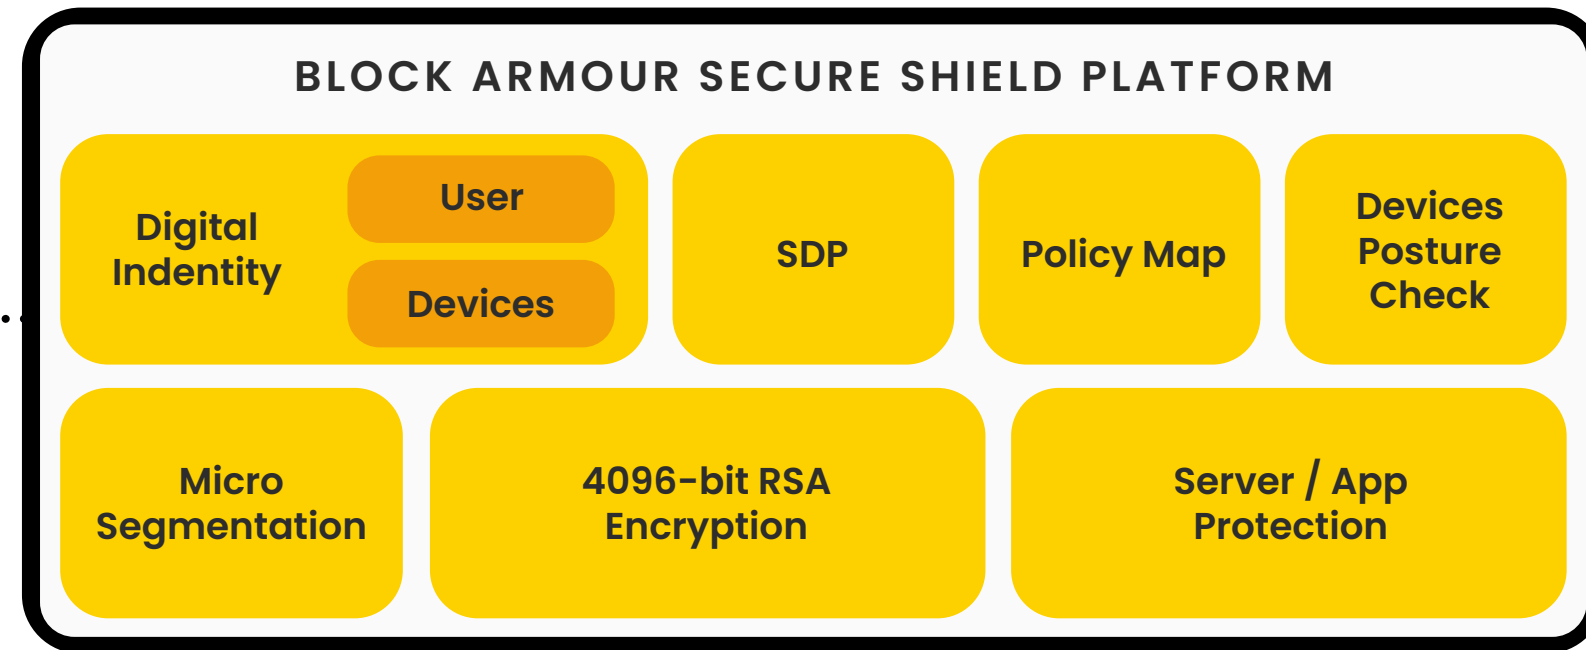 BLOCK ARMOUR SECURE SHIELD PLATFORM
Digital
Indentity
User
Devices
SDP
Policy Map
Devices
Posture
Check
Micro
Segmentation
4096-bit RSA
Encryption
Server / App
Protection